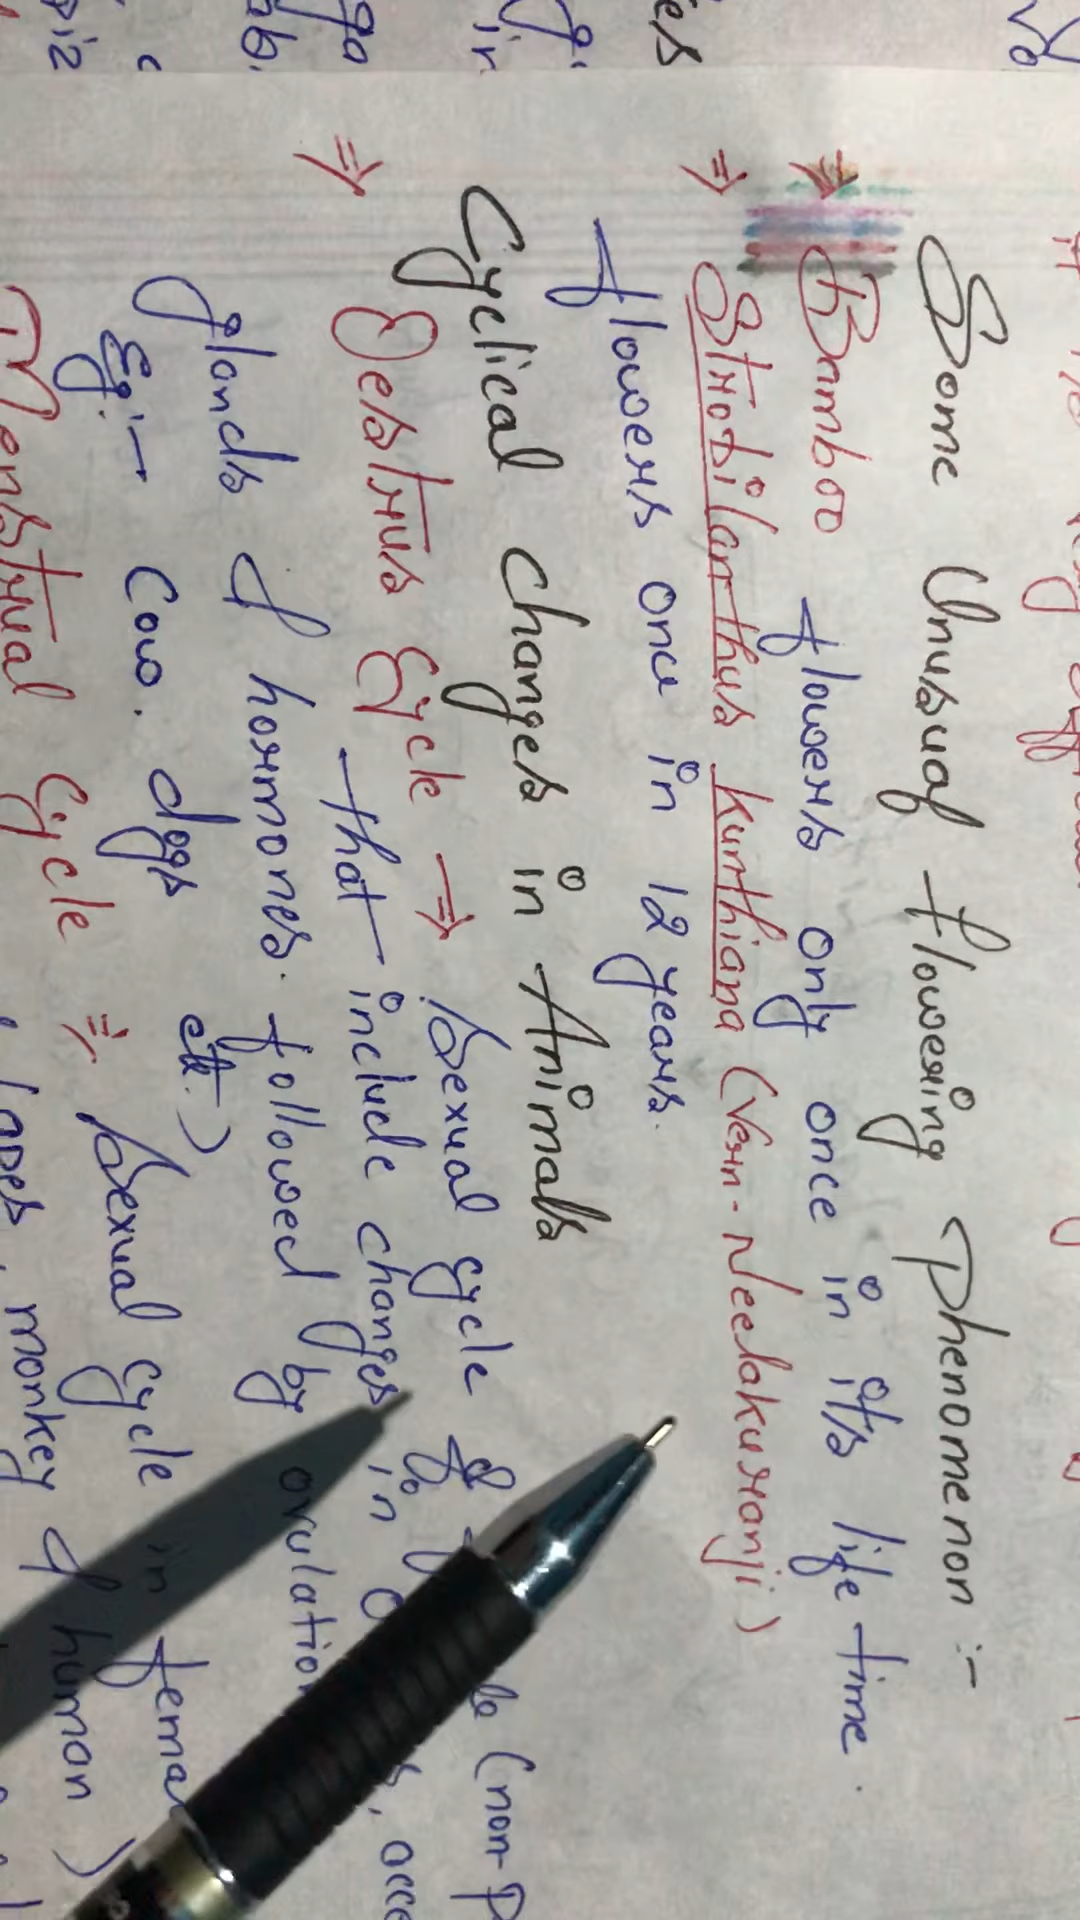 Some Unusual flowering Phenomenon :-
⇒ Bamboo flowers only once in it's life time.
⇒ Strobilanthus kunthiana (vern-Neelakuranji)
flowers once in 12 years.
Cyclical changes in Animals
⇒ Oestrus Cycle → Sexual cycle of (non-P
that include changes in
glands & hormones. followed by ovulation
Eg:- Cow. dogs etc.)
Menstrual Cycle ⇒ Sexual cycle in
monkey & human)